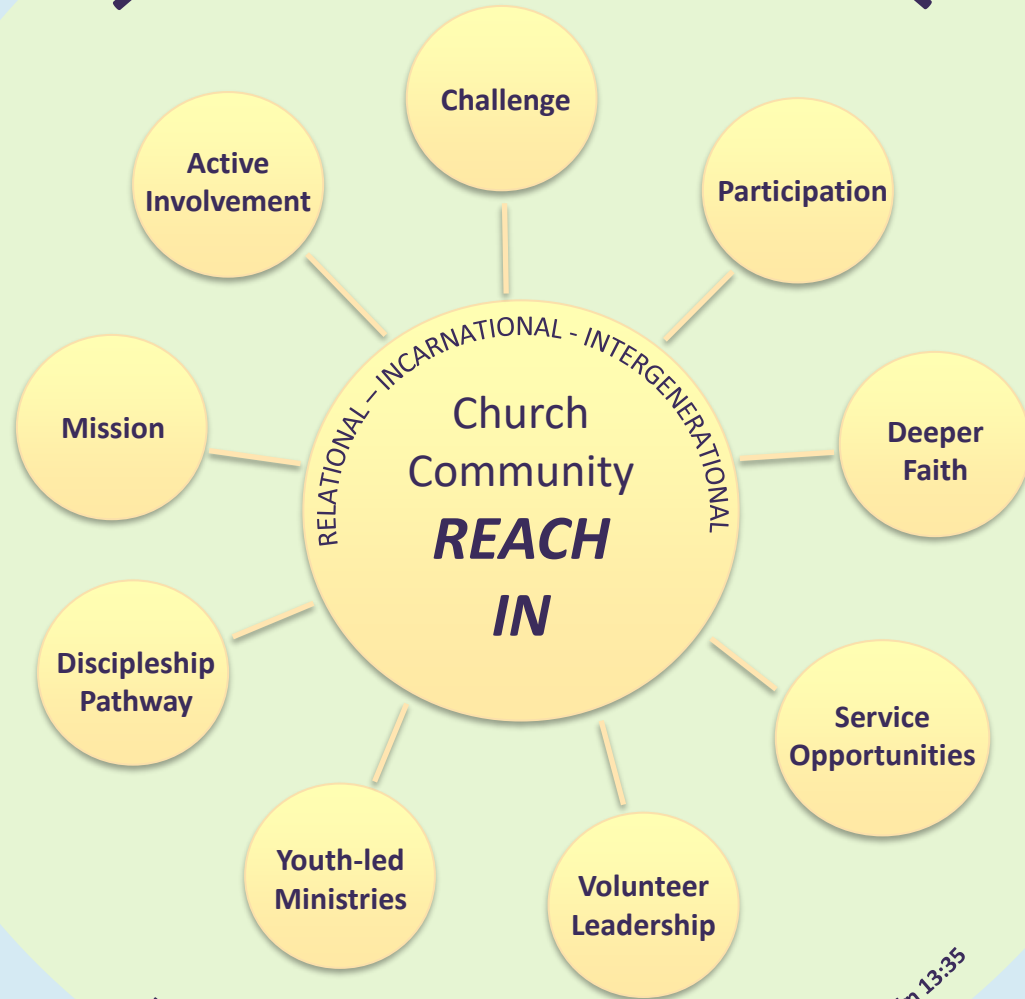 Challenge
Active
Involvement
Participation
RELATIONAL – INCARNATIONAL - INTERGENERATIONAL
Church
Community
REACH
IN
Mission
Deeper
Faith
Discipleship
Pathway
Service
Opportunities
Youth-led
Ministries
Volunteer
Leadership
13:35